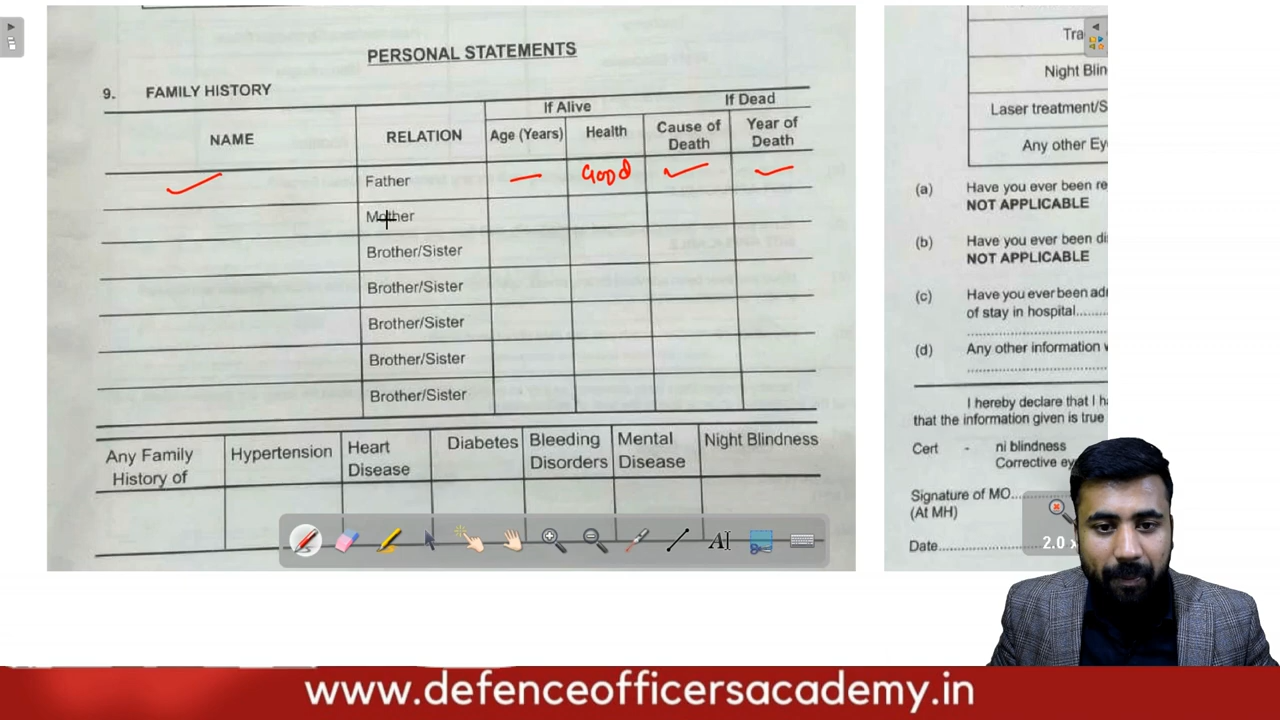 PERSONAL STATEMENTS
9. FAMILY HISTORY
If Alive If Dead
NAME RELATION Age (Years) Health Cause of Death Year of Death
Father Good
Mother
Brother/Sister
Brother/Sister
Brother/Sister
Brother/Sister
Brother/Sister
Any Family History of Hypertension Heart Disease Diabetes Bleeding Disorders Mental Disease Night Blindness
Tra
Night Blin
Laser treatment/S
Any other Ey
(a) Have you ever been re
NOT APPLICABLE
(b) Have you ever been di
NOT APPLICABLE
(c) Have you ever been adr
of stay in hospital..........
(d) Any other information w
I hereby declare that I ha
that the information given is true
Cert - ni blindness
Corrective ey
Signature of MO....
(At MH)
Date....................
AI
2.0 x
www.defenceofficersacademy.in